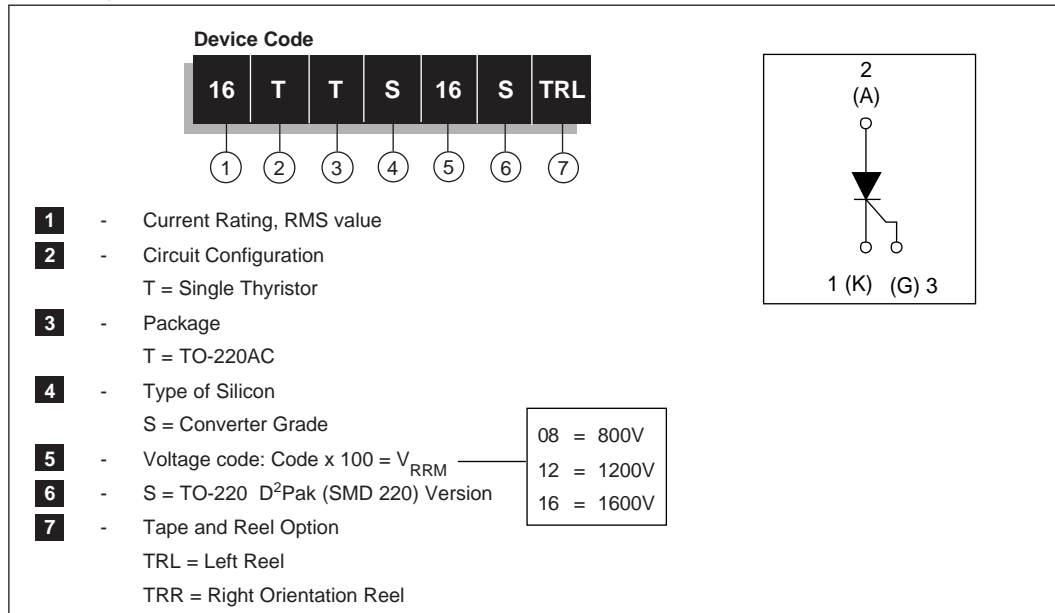 Device Code
16 T T S 16 S TRL
1 2 3 4 5 6 7
1 - Current Rating, RMS value
2 - Circuit Configuration
T = Single Thyristor
3 - Package
T = TO-220AC
4 - Type of Silicon
S = Converter Grade
5 - Voltage code: Code x 100 = VRRM
6 - S = TO-220 D2Pak (SMD 220) Version
7 - Tape and Reel Option
TRL = Left Reel
TRR = Right Orientation Reel
08 = 800V
12 = 1200V
16 = 1600V
2
(A)
1 (K) (G) 3